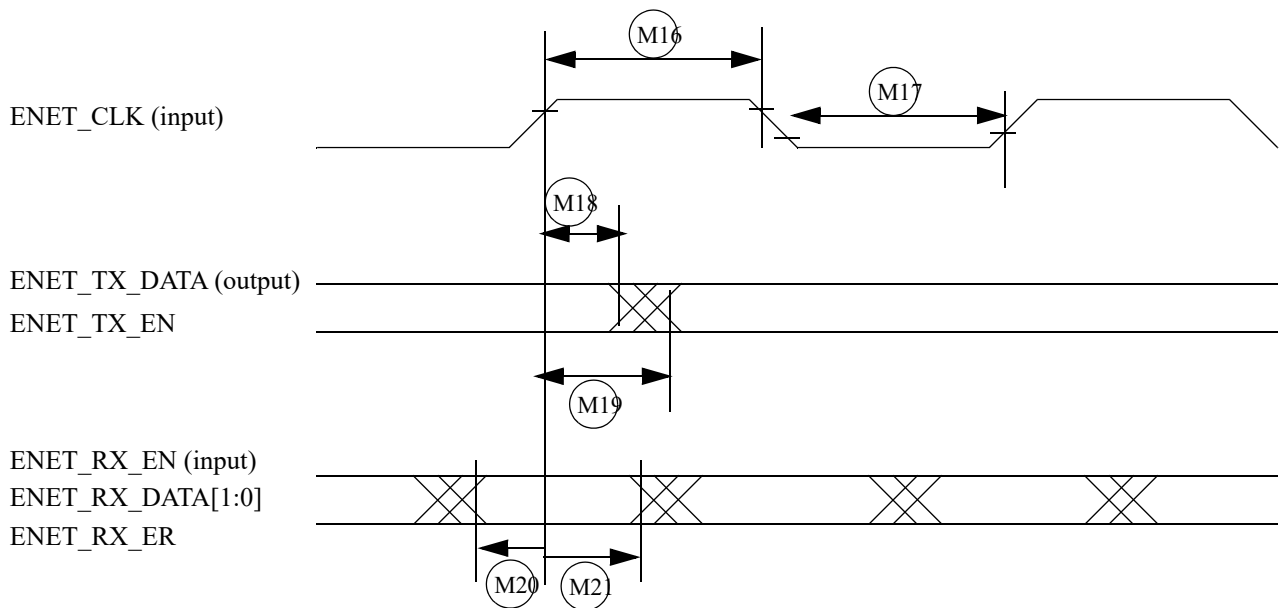 M16
M17
ENET_CLK (input)
M18
ENET_TX_DATA (output)
ENET_TX_EN
M19
ENET_RX_EN (input)
ENET_RX_DATA[1:0]
ENET_RX_ER
M20
M21